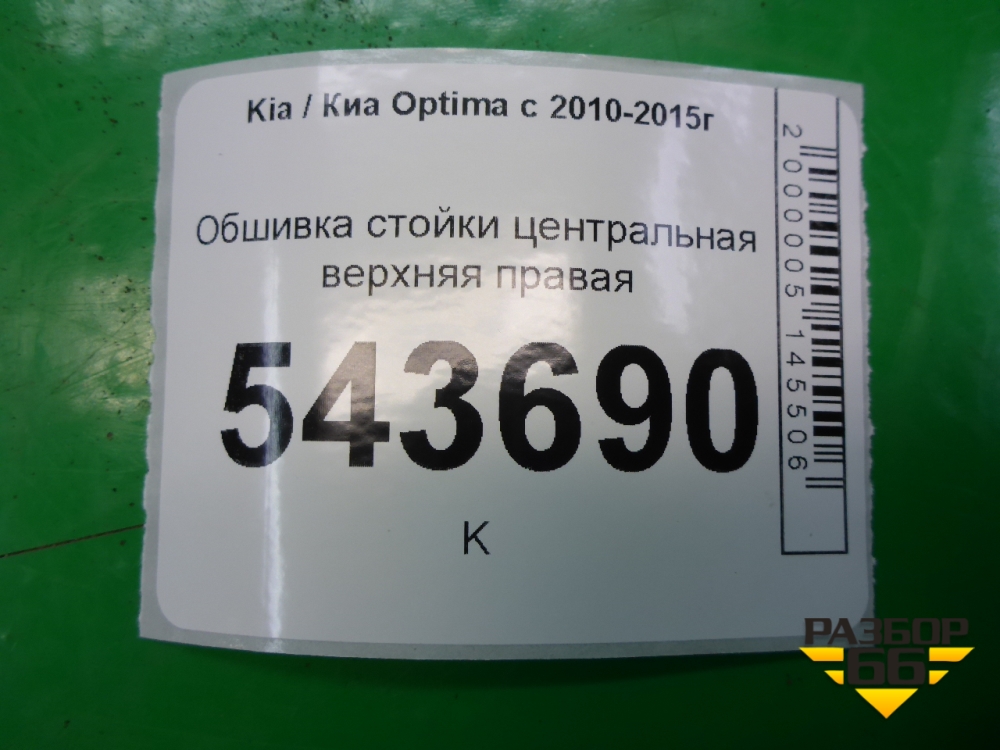 Kia / Киа Optima с 2010-2015г
Обшивка стойки центральная
верхняя правая
543690
К
2000005145506
РАЗБОР
66